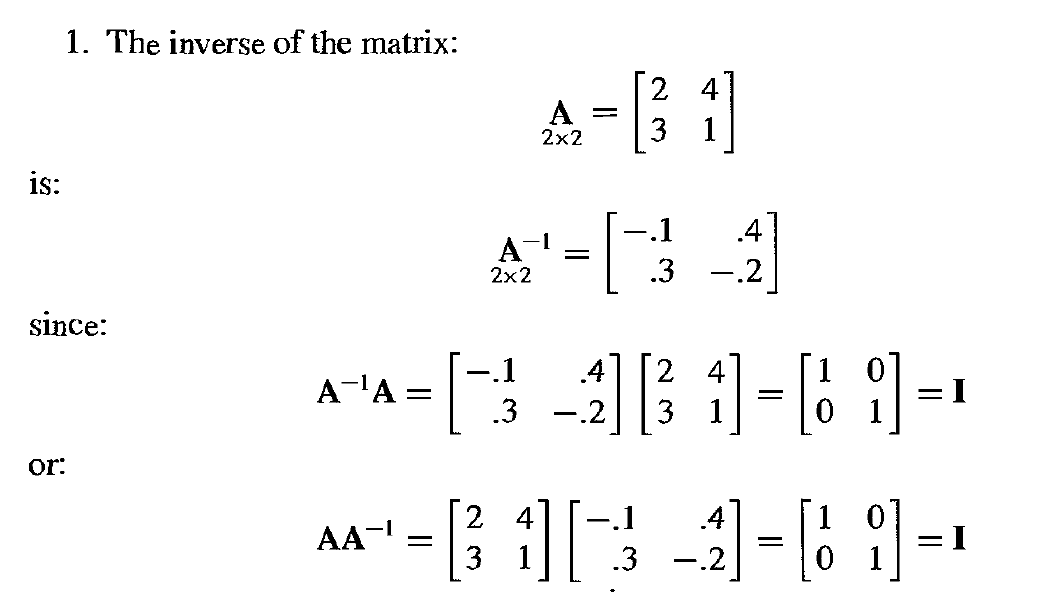 1. The inverse of the matrix:
A 2×2 = [2 4; 3 1]
is:
A⁻¹ 2×2 = [−.1 .4; .3 −.2]
since:
A⁻¹A = [−.1 .4; .3 −.2] [2 4; 3 1] = [1 0; 0 1] = I
or:
AA⁻¹ = [2 4; 3 1] [−.1 .4; .3 −.2] = [1 0; 0 1] = I